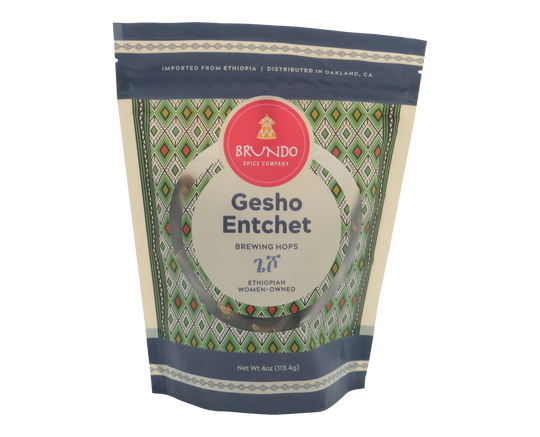 IMPORTED FROM ETHIOPIA | DISTRIBUTED IN OAKLAND, CA
BRUNDO
SPICE COMPANY
Gesho
Entchet
BREWING HOPS
ጌሾ
ETHIOPIAN
WOMEN-OWNED
Net Wt 4oz (113.4g)